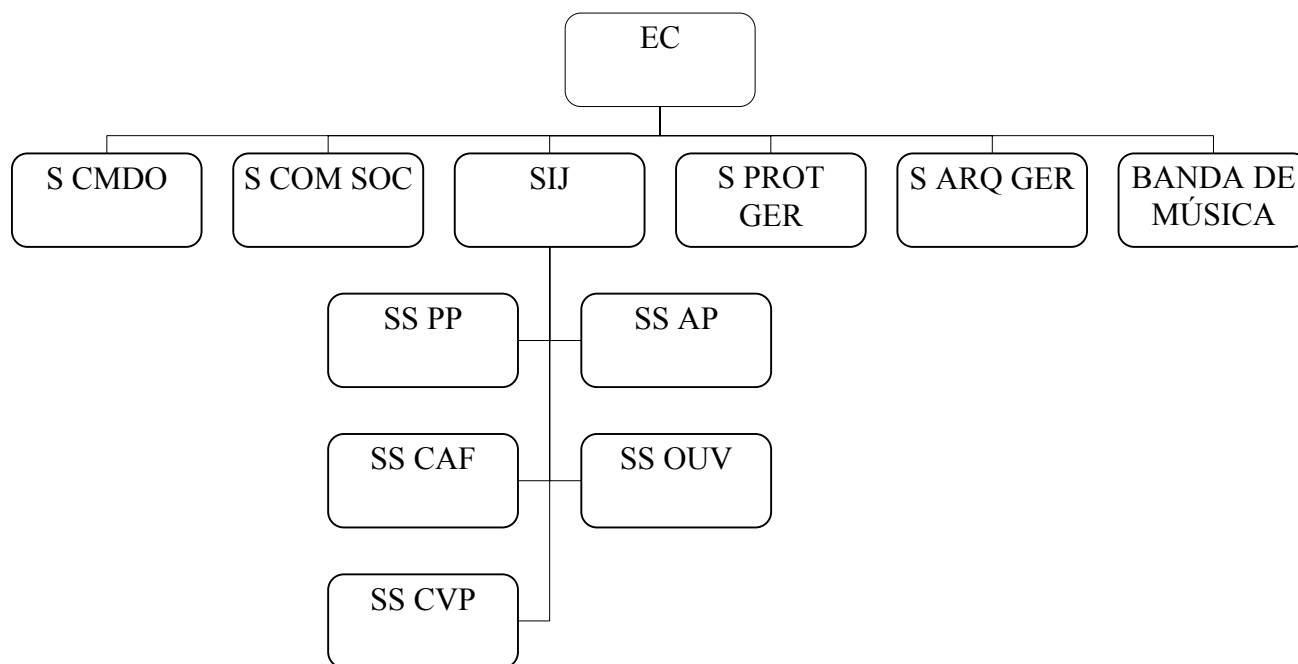 EC
S CMDO
S COM SOC
SIJ
S PROT
GER
S ARQ GER
BANDA DE
MÚSICA
SS PP
SS AP
SS CAF
SS OUV
SS CVP